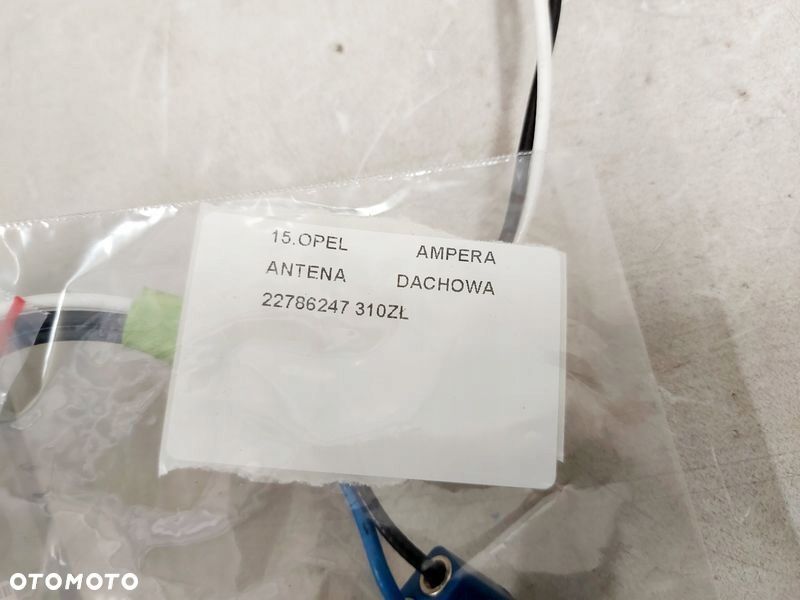 15.OPEL AMPERA
ANTENA DACHOWA
22786247 310ZŁ
OTOMOTO